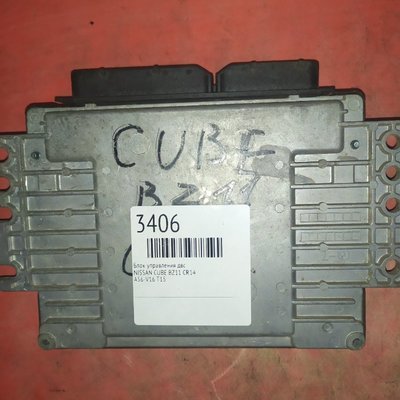 CUBE
BZ11
C
3406
Блок управления двс
NISSAN CUBE BZ11 CR14
A56-V16 T15